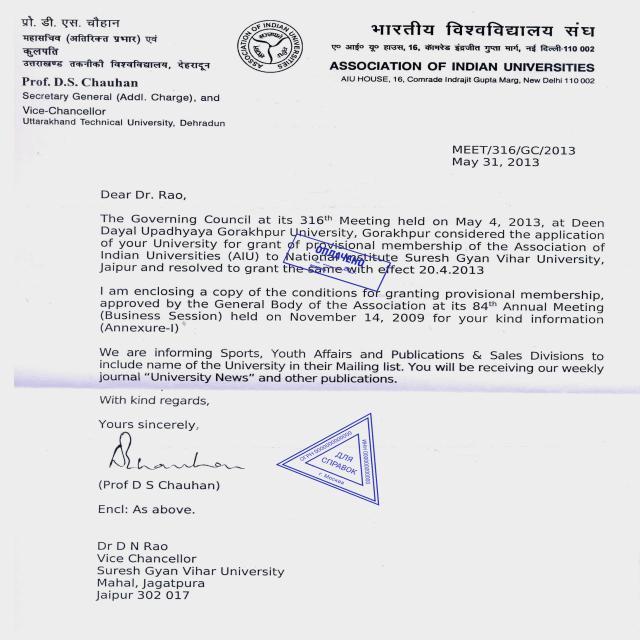 प्रो. डी. एस. चौहान
महासचिव (अतिरिक्त प्रभार) एवं
कुलपति
उत्तराखण्ड तकनीकी विश्वविद्यालय, देहरादून
Prof. D.S. Chauhan
Secretary General (Addl. Charge), and
Vice-Chancellor
Uttarakhand Technical University, Dehradun
ASSOCIATION OF INDIAN UNIVERSITIES
भारतीय विश्वविद्यालय संघ
ए० आई० यू० हाउस, 16, कामरेड इंद्रजीत गुप्ता मार्ग, नई दिल्ली-110 002
ASSOCIATION OF INDIAN UNIVERSITIES
AIU HOUSE, 16, Comrade Indrajit Gupta Marg, New Delhi 110 002
MEET/316/GC/2013
May 31, 2013
Dear Dr. Rao,
The Governing Council at its 316th Meeting held on May 4, 2013, at Deen
Dayal Upadhyaya Gorakhpur University, Gorakhpur considered the application
of your University for grant of provisional membership of the Association of
Indian Universities (AIU) to National Institute Suresh Gyan Vihar University,
Jaipur and resolved to grant the same with effect 20.4.2013
ОПЛАЧЕНО
I am enclosing a copy of the conditions for granting provisional membership,
approved by the General Body of the Association at its 84th Annual Meeting
(Business Session) held on November 14, 2009 for your kind information
(Annexure-I)
We are informing Sports, Youth Affairs and Publications & Sales Divisions to
include name of the University in their Mailing list. You will be receiving our weekly
journal “University News” and other publications.
With kind regards,
Yours sincerely,
(Prof D S Chauhan)
ДЛЯ
СПРАВОК
г. Москва
ОГРН 0000000000000
ИНН 0000000000
Encl: As above.
Dr D N Rao
Vice Chancellor
Suresh Gyan Vihar University
Mahal, Jagatpura
Jaipur 302 017